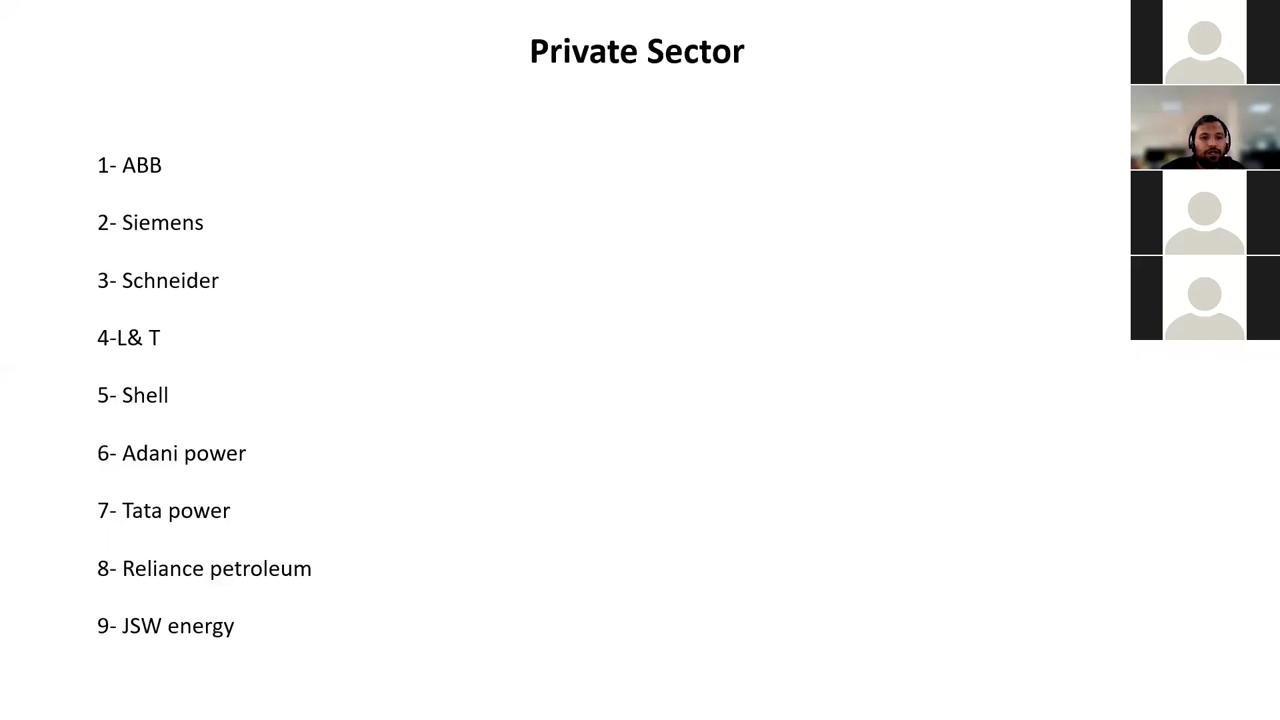 Private Sector
1- ABB
2- Siemens
3- Schneider
4-L& T
5- Shell
6- Adani power
7- Tata power
8- Reliance petroleum
9- JSW energy